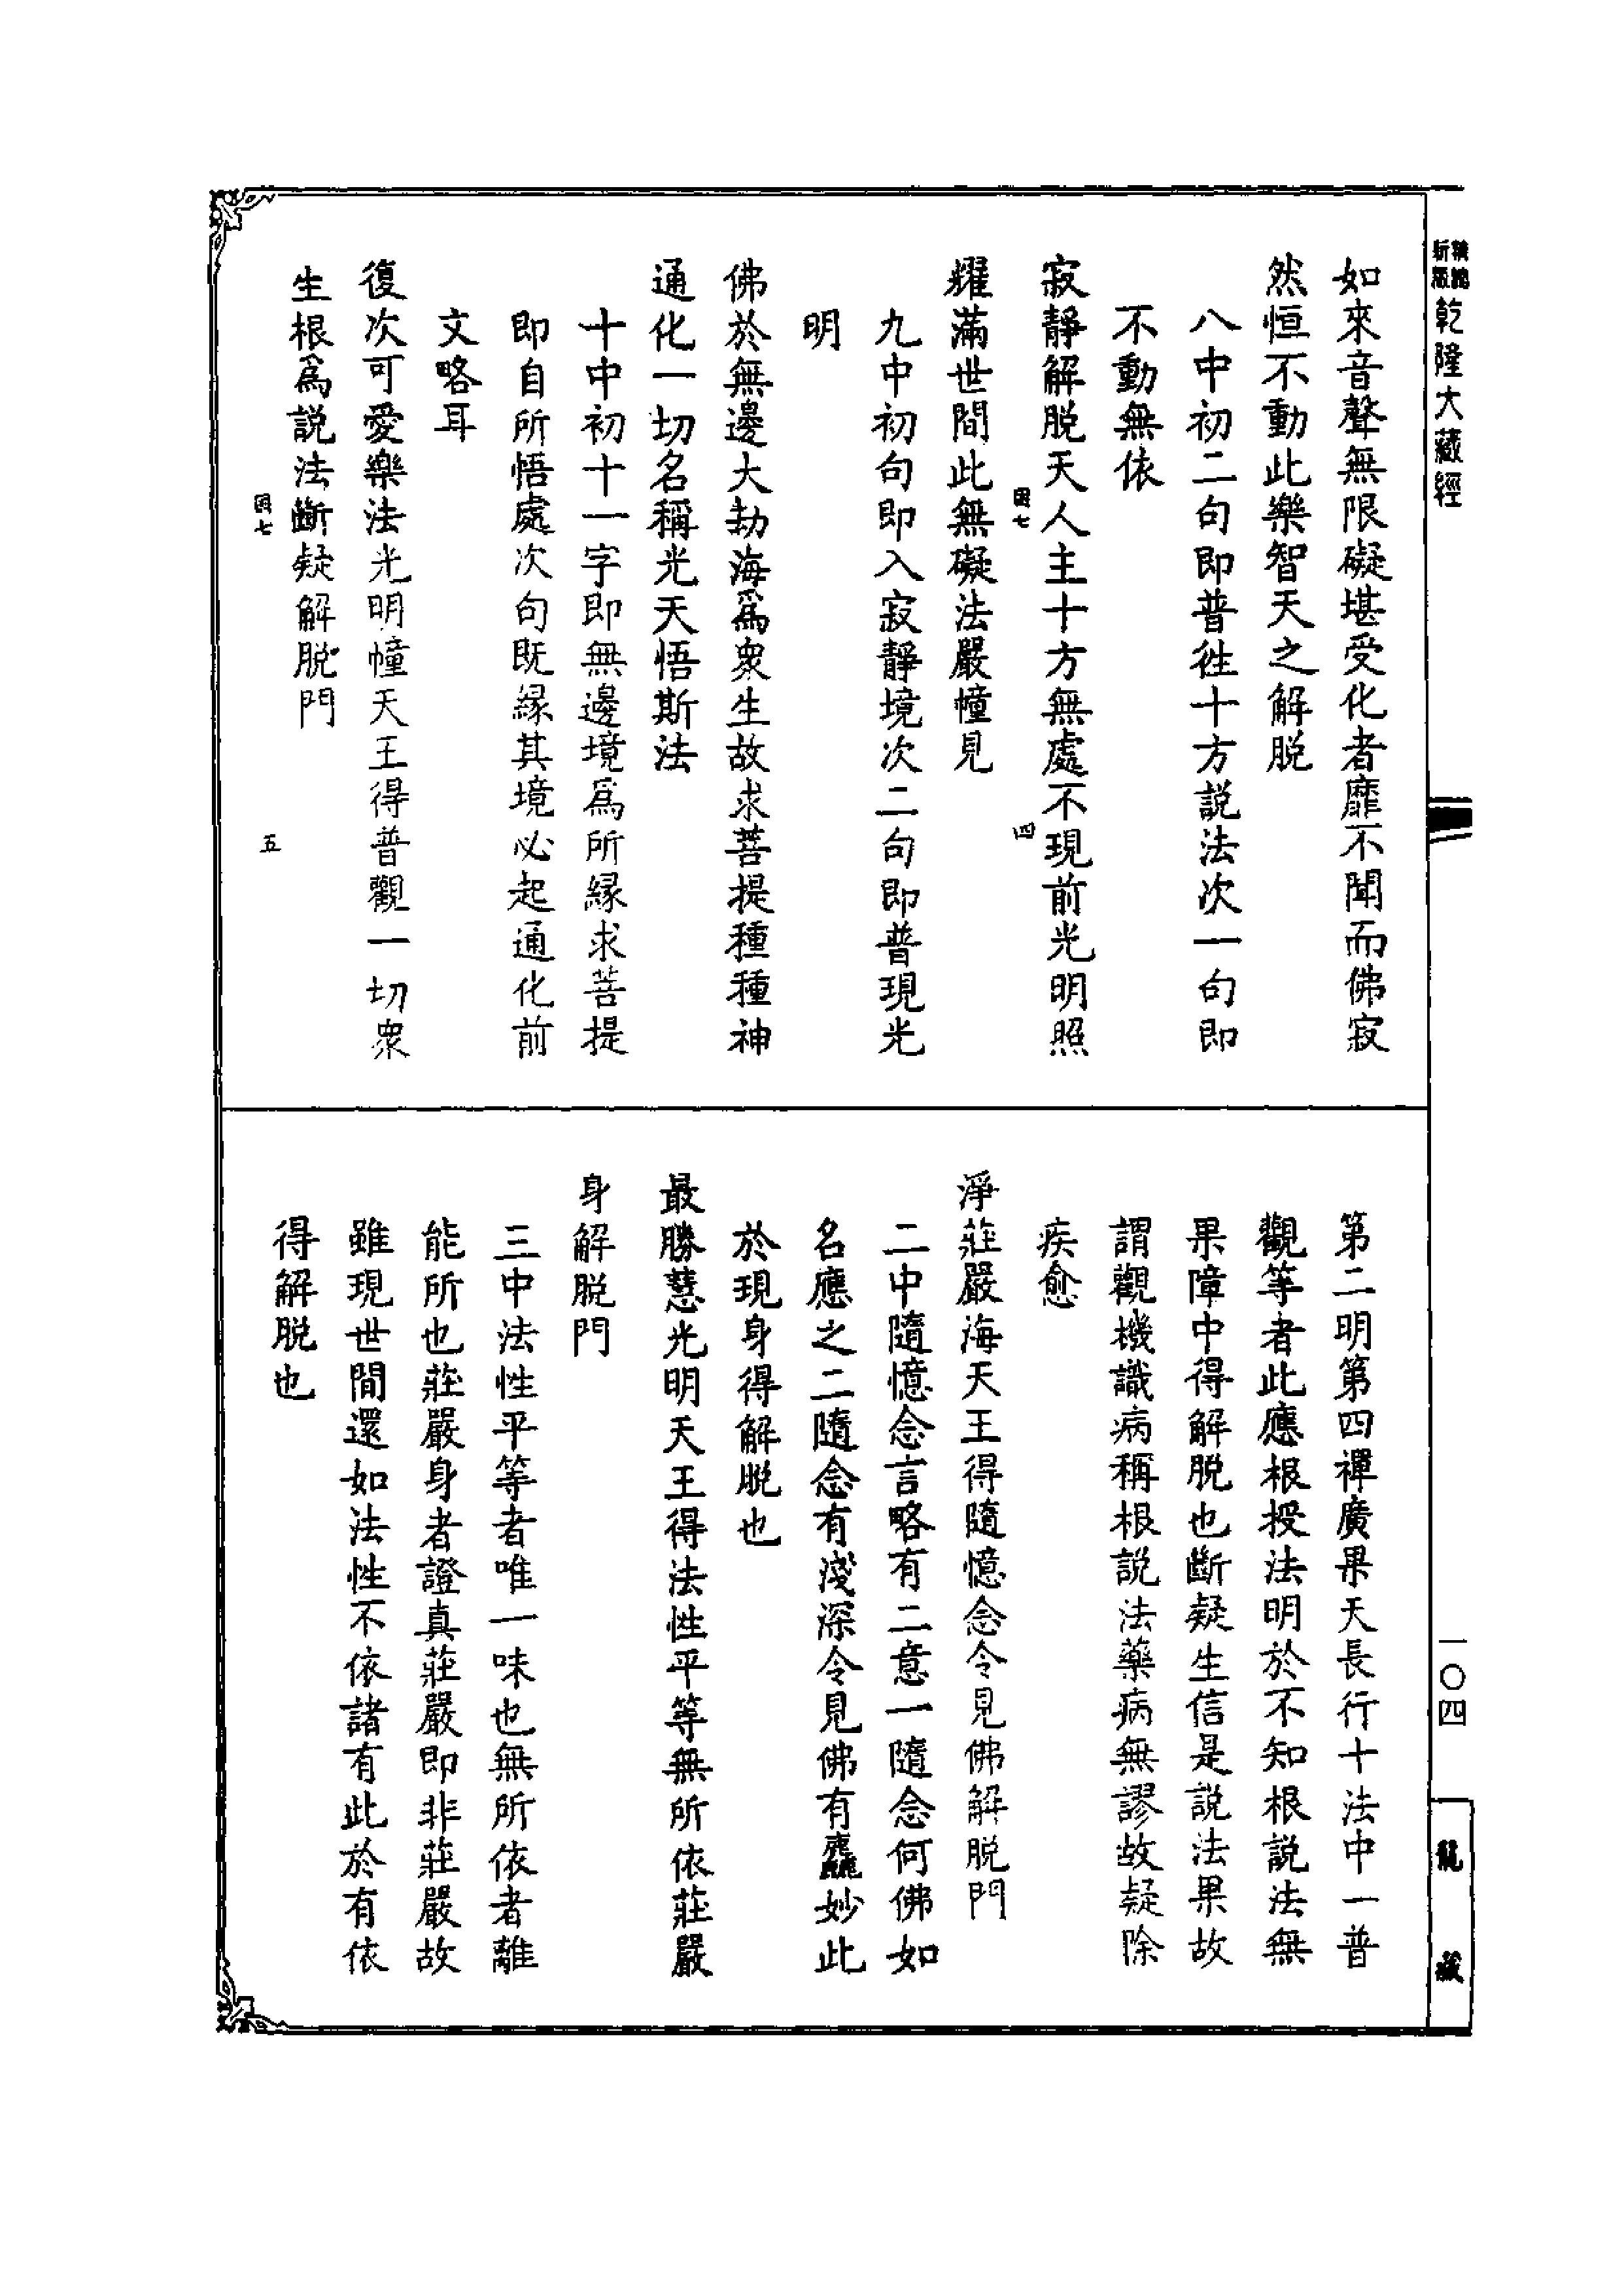 精編新版乾隆大藏經
如來音聲無限礙堪受化者靡不聞而佛寂
然恒不動此樂智天之解脫
八中初二句即普往十方說法次一句即
不動無依
寂靜解脫天人主十方無處不現前光明照
國七
四
耀滿世間此無礙法嚴幢見
九中初句即入寂靜境次二句即普現光
明
佛於無邊大劫海爲衆生故求菩提種種神
通化一切名稱光天悟斯法
十中初十一字即無邊境爲所緣求菩提
即自所悟處次句既緣其境必起通化前
文略耳
復次可愛樂法光明幢天王得普觀一切衆
生根爲說法斷疑解脫門
國七
五
第二明第四禪廣果天長行十法中一普
觀等者此應根授法明於不知根說法無
果障中得解脫也斷疑生信是說法果故
謂觀機識病稱根說法藥病無謬故疑除
疾愈
淨莊嚴海天王得隨憶念令見佛解脫門
二中隨憶念言略有二意一隨念何佛如
名應之二隨念有淺深令見佛有麤妙此
於現身得解脫也
最勝慧光明天王得法性平等無所依莊嚴
身解脫門
三中法性平等者唯一味也無所依者離
能所也莊嚴身者證真莊嚴即非莊嚴故
雖現世間還如法性不依諸有此於有依
得解脫也
一〇四
龍藏